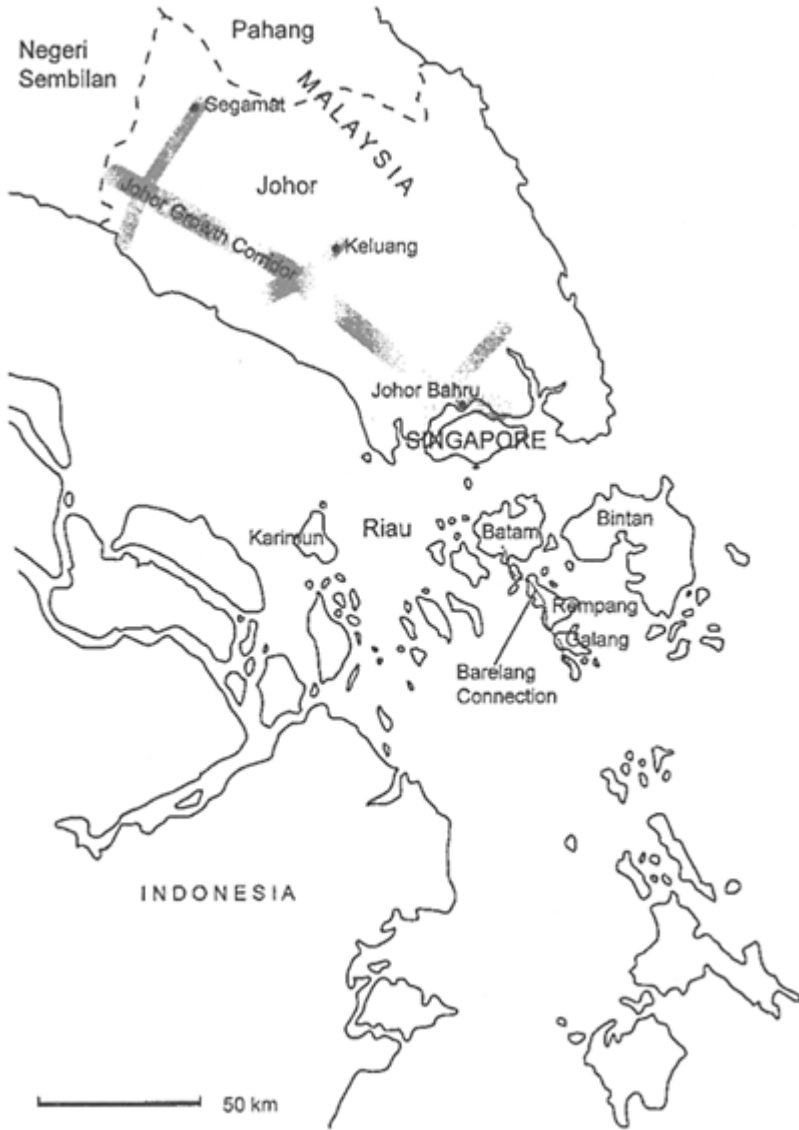 Pahang
Negeri
Sembilan
MALAYSIA
Segamat
Johor
Johor Growth Corridor
Keluang
Johor Bahru
SINGAPORE
Karimun
Riau
Batam
Bintan
Rempang
Galang
Barelang
Connection
INDONESIA
50 km